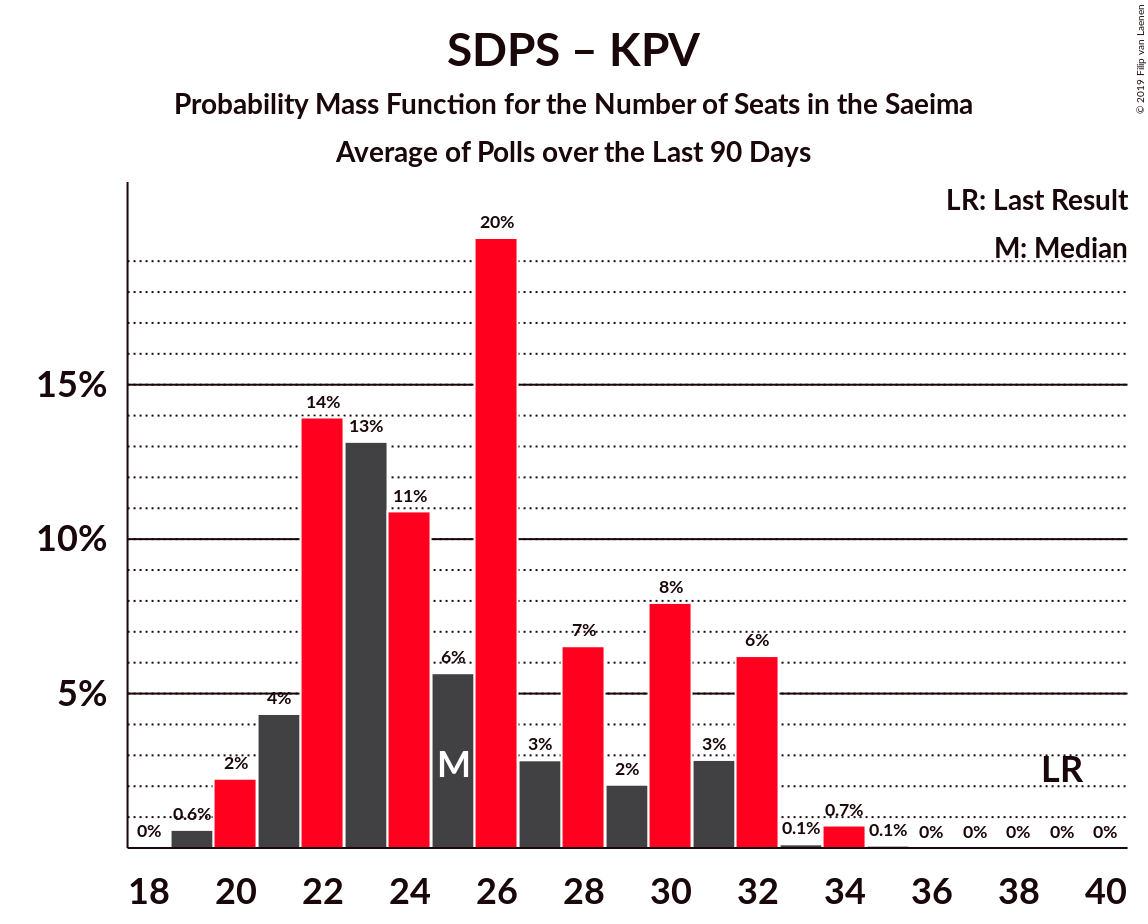 SDPS – KPV
Probability Mass Function for the Number of Seats in the Saeima
Average of Polls over the Last 90 Days
© 2019 Filip van Laenen
LR: Last Result
M: Median
20%
15%
14%
13%
11%
10%
8%
7%
6%
6%
5%
4%
3%
3%
M
LR
2%
2%
0.6%
0.7%
0%
0.1%
0.1%
0%
0%
0%
0%
0%
18 20 22 24 26 28 30 32 34 36 38 40